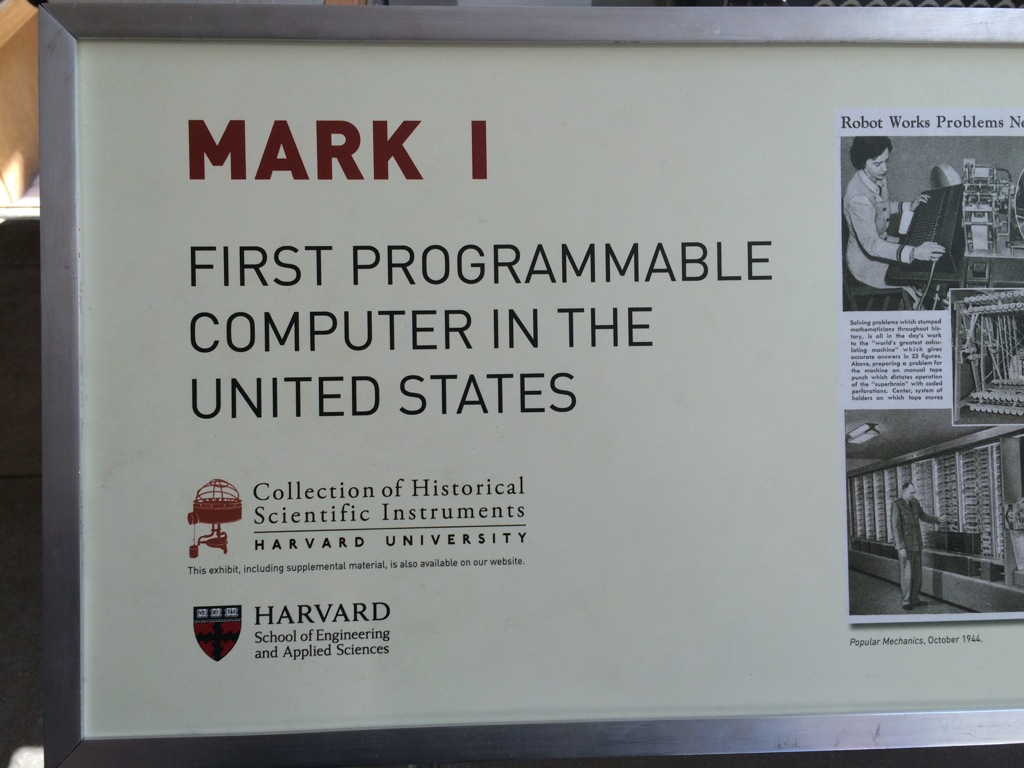 MARK I
FIRST PROGRAMMABLE
COMPUTER IN THE
UNITED STATES
Collection of Historical
Scientific Instruments
HARVARD UNIVERSITY
This exhibit, including supplemental material, is also available on our website.
HARVARD
School of Engineering
and Applied Sciences
Robot Works Problems
Solving problems which stumped
mathematicians throughout his-
tory, is all in the day's work
to the "world's greatest calcu-
lating machine" which gives
accurate answers in 23 figures.
Above, preparing a problem for
the machine on manual tape
punch which dictates operation
of the "superbrain" with coded
perforations. Center, system of
holders on which tape moves
Popular Mechanics, October 1944.